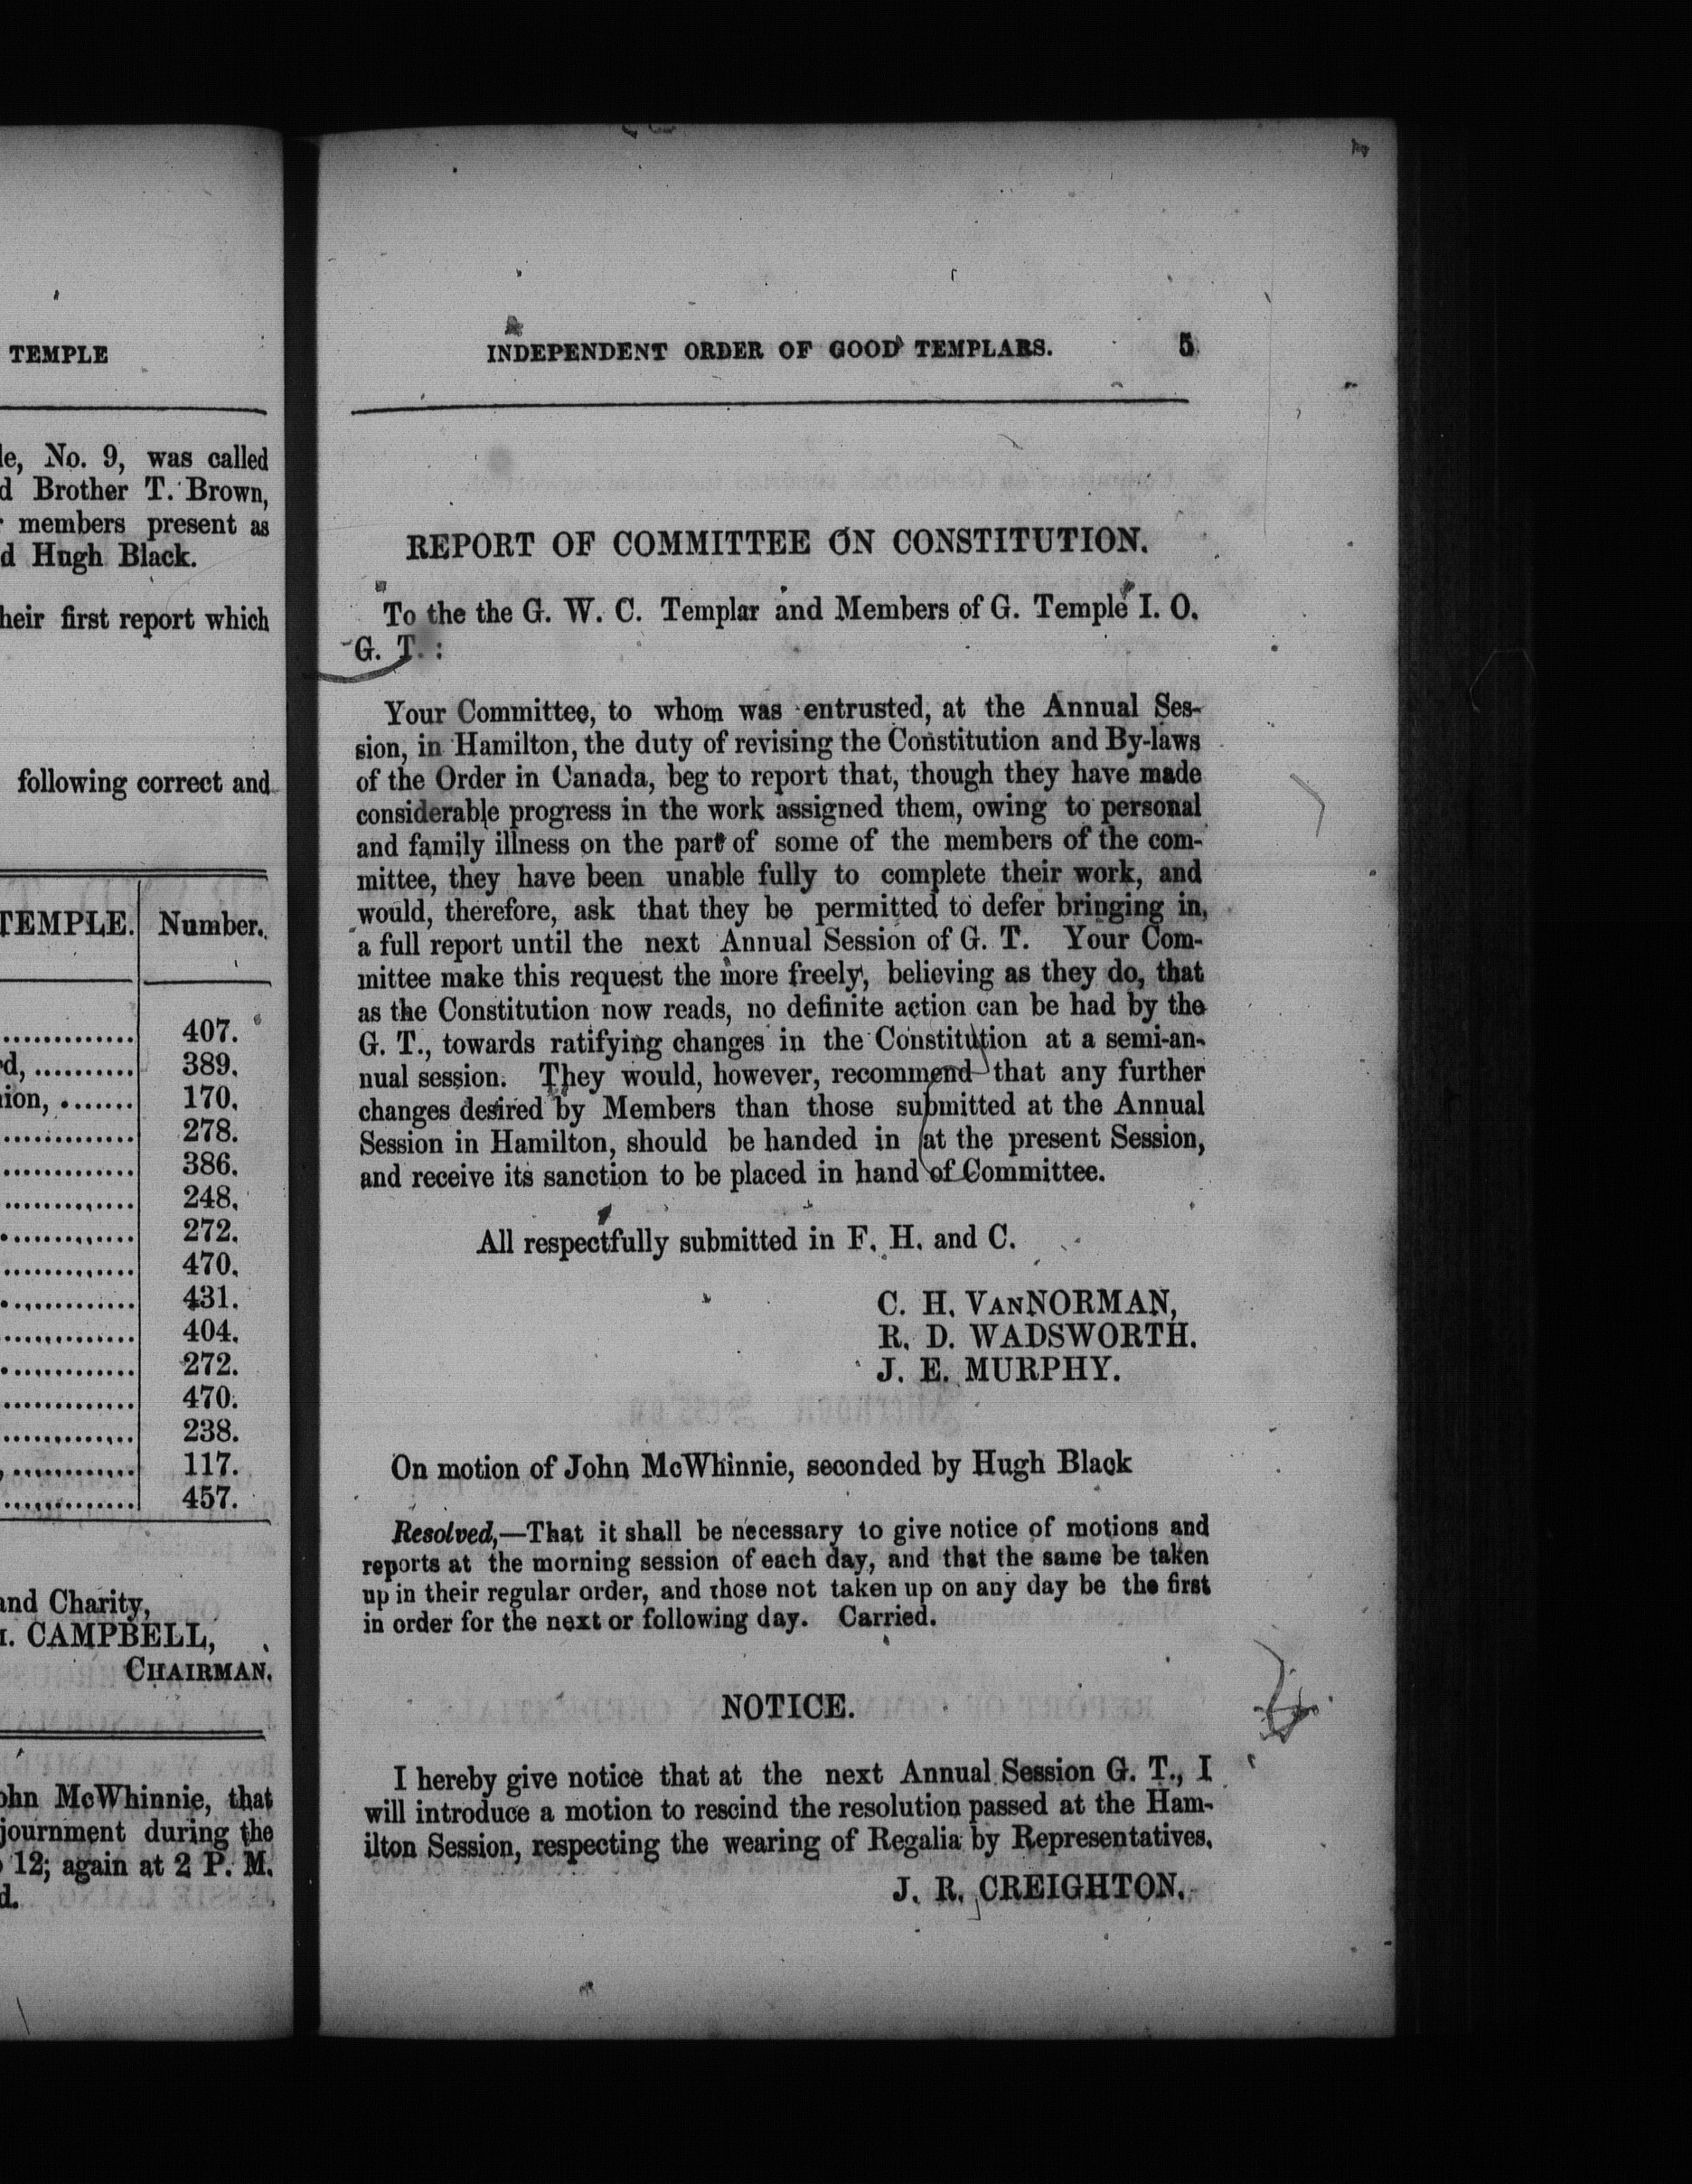 TEMPLE
le, No. 9, was called
d Brother T. Brown,
members present as
d Hugh Black.
heir first report which
following correct and
TEMPLE. Number.
............. 407.
d, .......... 389.
ion, ....... 170.
............. 278.
............. 386.
............. 248.
............. 272.
............. 470.
............. 431.
............. 404.
............. 272.
............. 470.
............. 238.
, ............ 117.
............. 457.
and Charity,
. CAMPBELL,
CHAIRMAN.
ohn McWhinnie, that
journment during the
12; again at 2 P. M.
d.
INDEPENDENT ORDER OF GOOD TEMPLARS. 5
REPORT OF COMMITTEE ON CONSTITUTION.
To the the G. W. C. Templar and Members of G. Temple I. O.
G. T. :
Your Committee, to whom was entrusted, at the Annual Ses-
sion, in Hamilton, the duty of revising the Constitution and By-laws
of the Order in Canada, beg to report that, though they have made
considerable progress in the work assigned them, owing to personal
and family illness on the part of some of the members of the com-
mittee, they have been unable fully to complete their work, and
would, therefore, ask that they be permitted to defer bringing in,
a full report until the next Annual Session of G. T. Your Com-
mittee make this request the more freely, believing as they do, that
as the Constitution now reads, no definite action can be had by the
G. T., towards ratifying changes in the Constitution at a semi-an-
nual session. They would, however, recommend that any further
changes desired by Members than those submitted at the Annual
Session in Hamilton, should be handed in at the present Session,
and receive its sanction to be placed in hand of Committee.
All respectfully submitted in F. H. and C.
C. H. VANNORMAN,
R. D. WADSWORTH.
J. E. MURPHY.
On motion of John McWhinnie, seconded by Hugh Black
Resolved,—That it shall be necessary to give notice of motions and
reports at the morning session of each day, and that the same be taken
up in their regular order, and those not taken up on any day be the first
in order for the next or following day. Carried.
NOTICE.
I hereby give notice that at the next Annual Session G. T., I
will introduce a motion to rescind the resolution passed at the Ham-
ilton Session, respecting the wearing of Regalia by Representatives.
J. R. CREIGHTON.